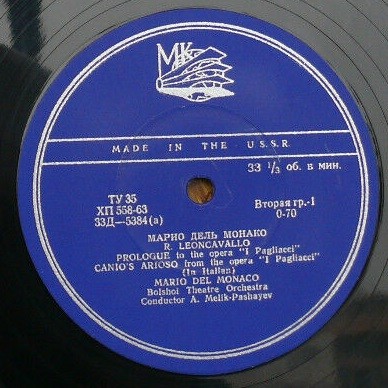 МК
MADE IN THE U.S.S.R.
33 1/3 об. в мин.
ТУ 35
ХП 558-63
33Д—5384(а)
Вторая гр.-1
0-70
МАРИО ДЕЛЬ МОНАКО
R. LEONCAVALLO
PROLOGUE to the opera "I Pagliacci"
CANIO'S ARIOSO from the opera "I Pagliacci"
(In Italian)
MARIO DEL MONACO
Bolshoi Theatre Orchestra
Conductor A. Melik-Pashayev